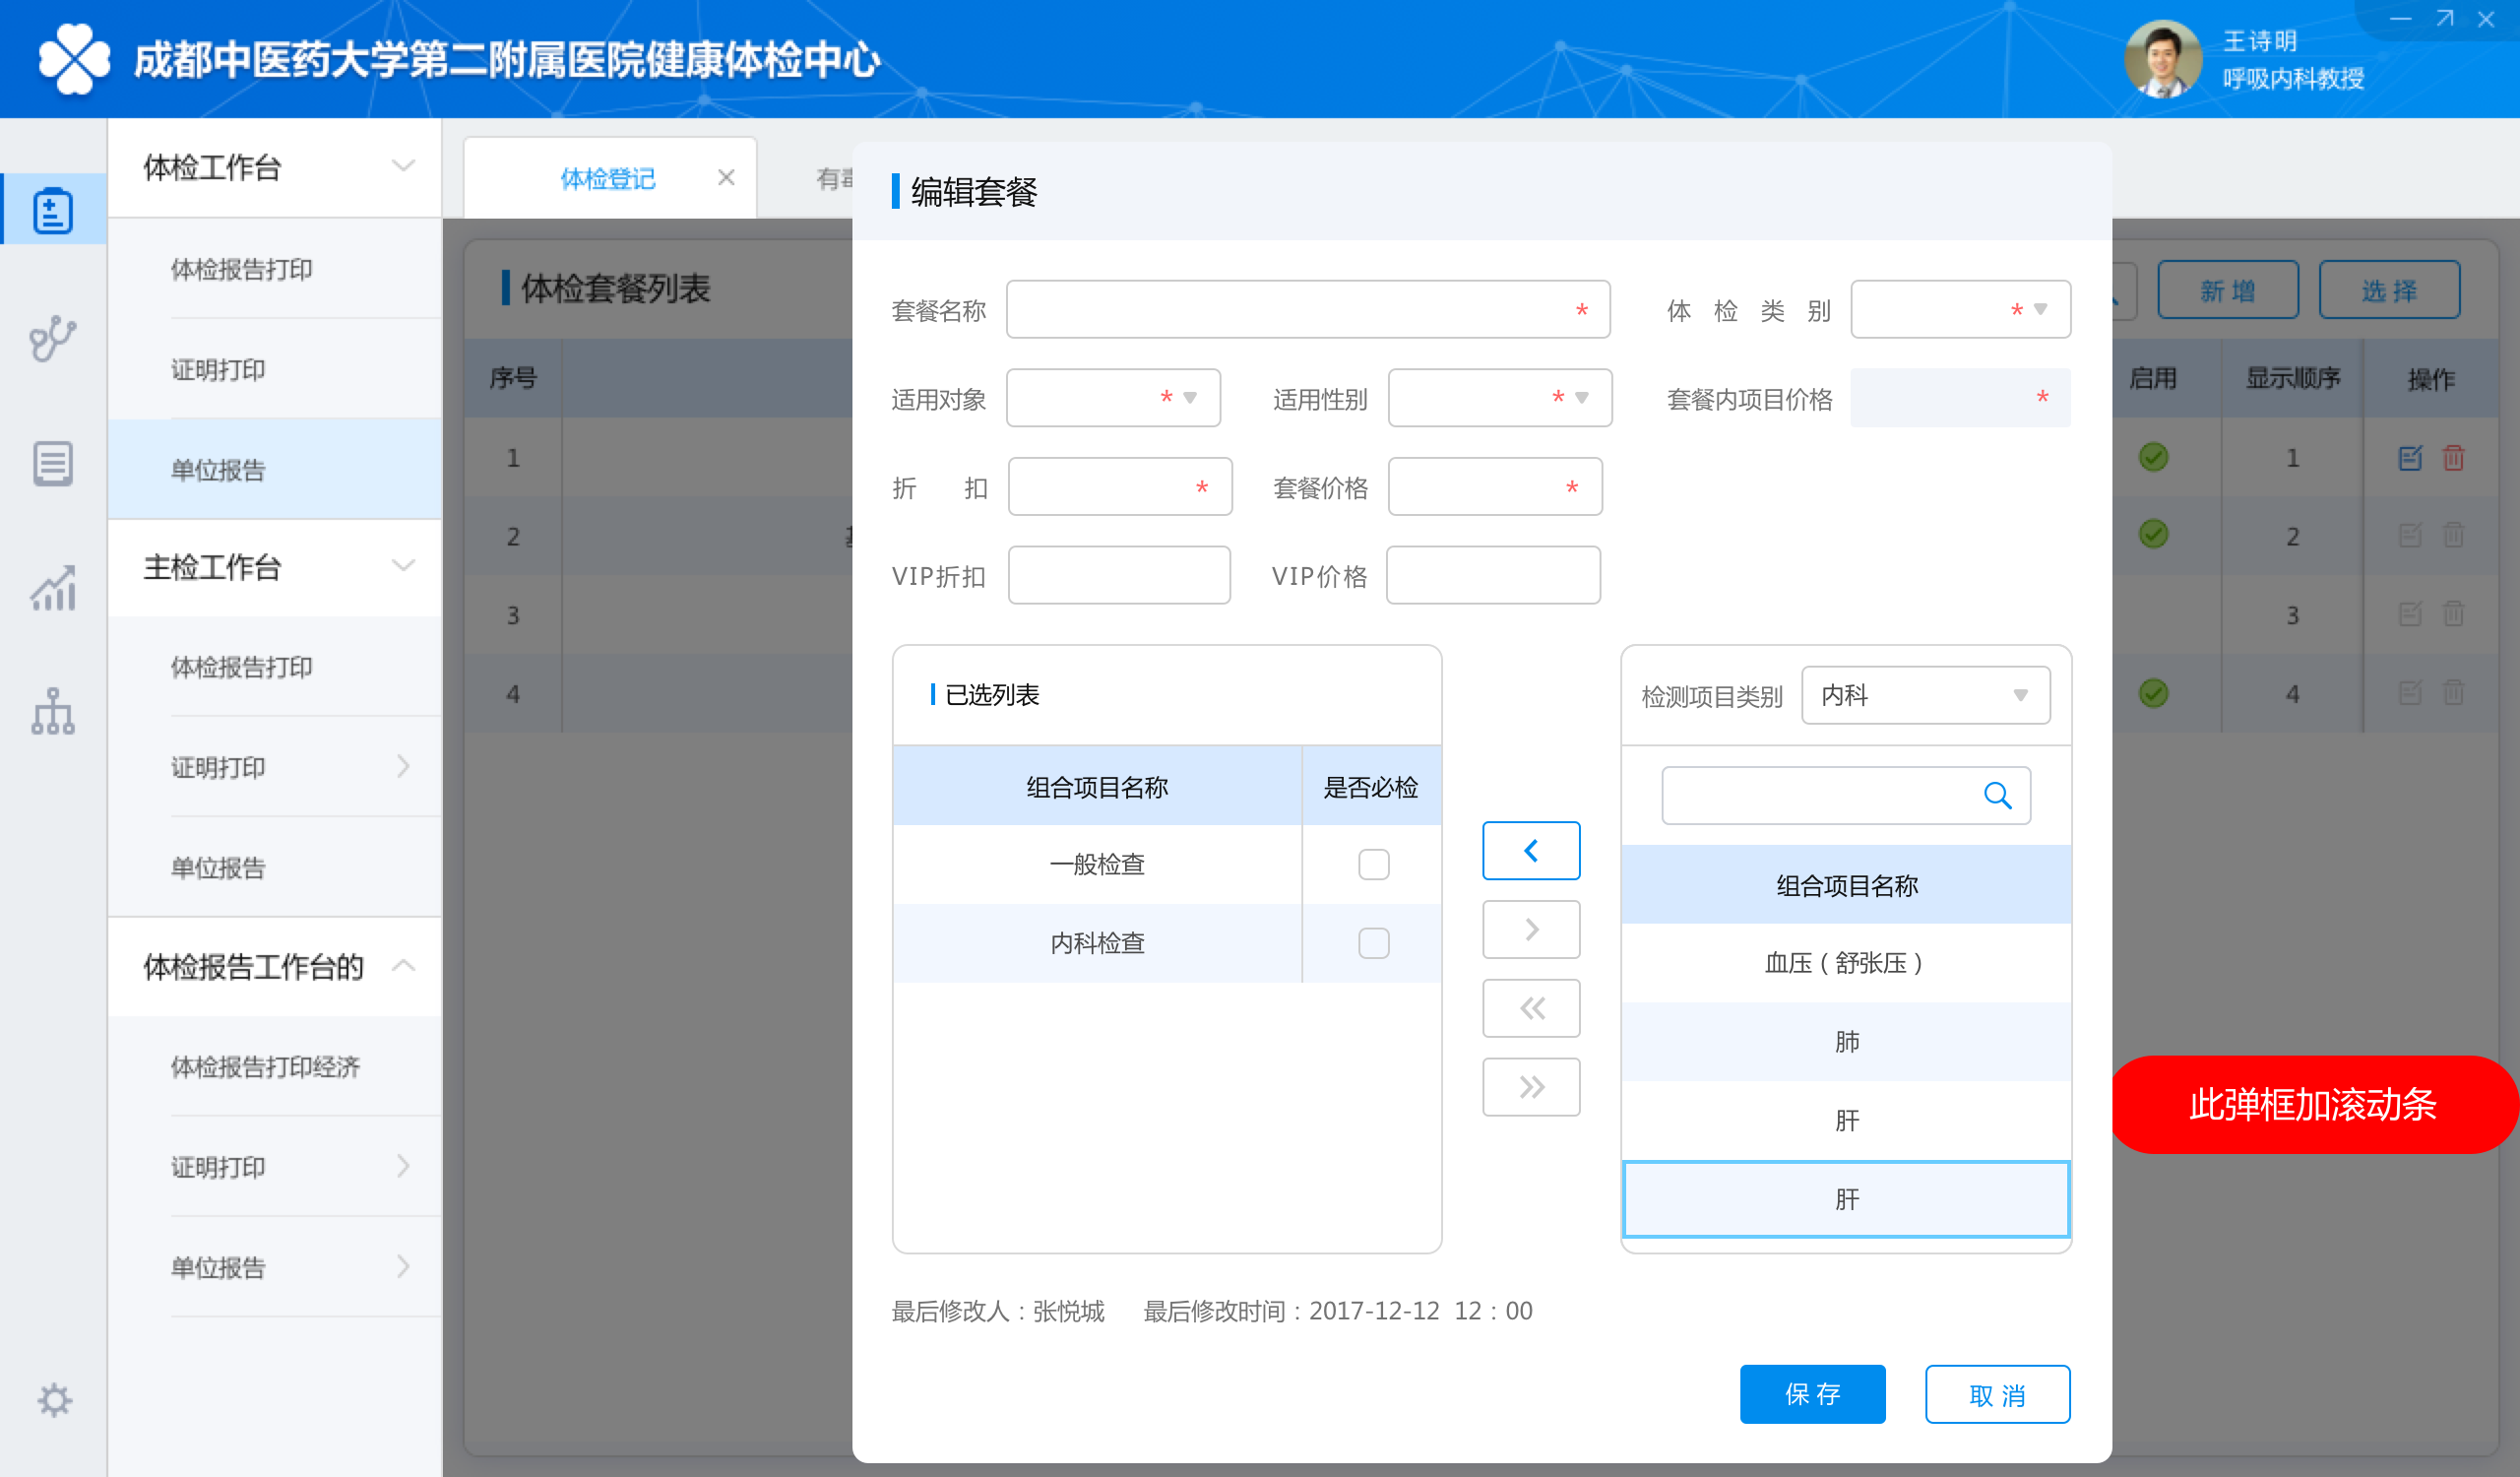 成都中医药大学第二附属医院健康体检中心
王诗明
呼吸内科教授
体检工作台
体检报告打印
证明打印
单位报告
主检工作台
体检报告打印
证明打印
单位报告
体检报告工作台的
体检报告打印经济
证明打印
单位报告
体检登记
有毒
体检套餐列表
新增
选择
序号
启用
显示顺序
操作
1
1
2
2
3
3
4
4
编辑套餐
套餐名称 *
体检类别 *
适用对象 *
适用性别 *
套餐内项目价格 *
折扣 *
套餐价格 *
VIP折扣
VIP价格
已选列表
组合项目名称 是否必检
一般检查
内科检查
检测项目类别 内科
组合项目名称
血压（舒张压）
肺
肝
肝
最后修改人：张悦城 最后修改时间：2017-12-12 12：00
保存
取消
此弹框加滚动条